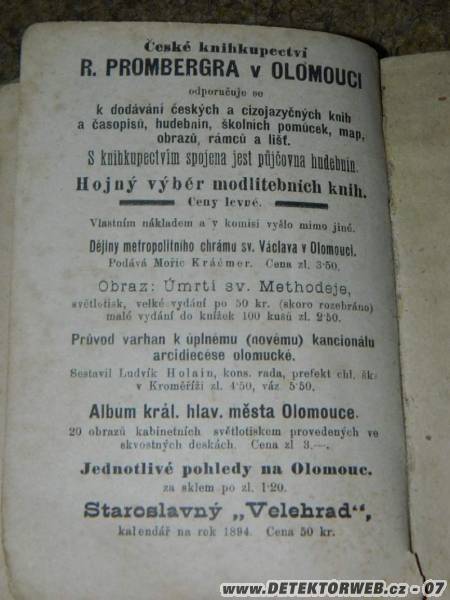 České knihkupectví
R. PROMBERGRA v OLOMOUCI
odporučuje se
k dodávání českých a cizojazyčných knih
a časopisů, hudebnin, školních pomůcek, map,
obrazů, rámců a lišť.
S knihkupectvím spojena jest půjčovna hudebnin.
Hojný výběr modlitebních knih.
Ceny levné.
Vlastním nákladem a v komisi vyšlo mimo jiné.
Dějiny metropolitního chrámu sv. Václava v Olomouci.
Podává Mořic Kráčmer. Cena zl. 3·50.
Obraz: Úmrtí sv. Methoděje,
světlotisk, velké vydání po 50 kr. (skoro rozebráno)
malé vydání do knížek 100 kusů zl. 2·50.
Průvod varhan k úplnému (novému) kancionálu
arcidiecese olomucké.
Sestavil Ludvík Holain, kons. rada, prefekt chl. šk.
v Kroměříži zl. 4·50, váz 5·50.
Album král. hlav. města Olomouce.
20 obrazů kabinetních světlotiskem provedených ve
skvostných deskách. Cena zl 3.—.
Jednotlivé pohledy na Olomouc.
za sklem po zl. 1·20.
Staroslavný „Velehrad",
kalendář na rok 1894. Cena 50 kr.
www.DETEKTORWEB.cz - 07